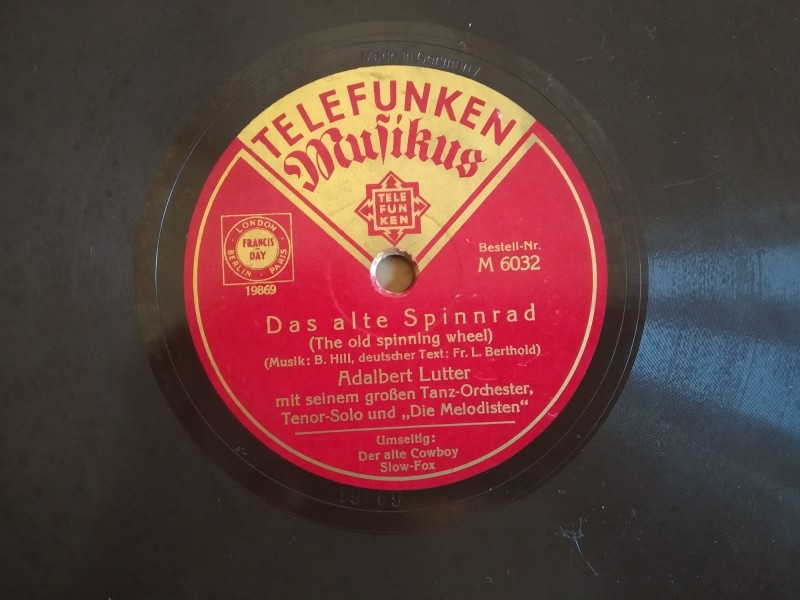 Made in Germany
TELEFUNKEN
Musikus
TELE
FUN
KEN
LONDON
FRANCIS
DAY
BERLIN · PARIS
19869
Bestell-Nr.
M 6032
Das alte Spinnrad
(The old spinning wheel)
(Musik: B. Hill, deutscher Text: Fr. L. Berthold)
Adalbert Lutter
mit seinem großen Tanz-Orchester,
Tenor-Solo und „Die Melodisten“
Umseitig:
Der alte Cowboy
Slow-Fox